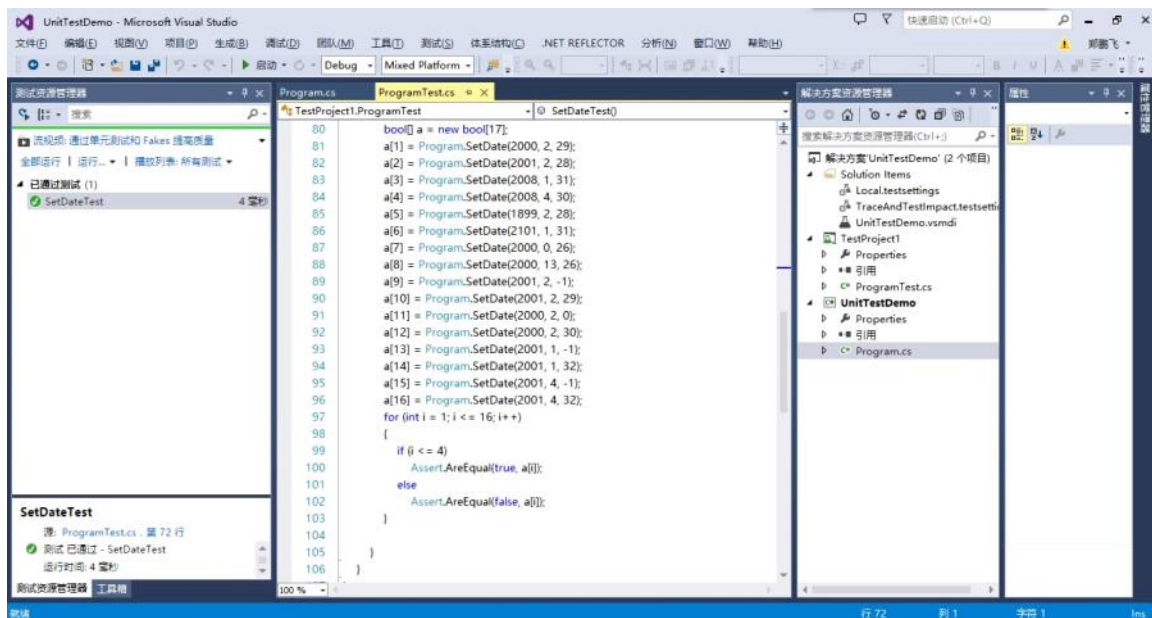 UnitTestDemo - Microsoft Visual Studio
快速启动 (Ctrl+Q)
文件(F) 编辑(E) 视图(V) 项目(P) 生成(B) 调试(D) 团队(M) 工具(T) 测试(S) 体系结构(C) .NET REFLECTOR 分析(N) 窗口(W) 帮助(H)
郑鹏飞
启动 Debug Mixed Platform
测试资源管理器
搜索
流视频: 通过单元测试和 Fakes 提高质量
全部运行 | 运行... 播放列表: 所有测试
已通过测试 (1)
SetDateTest 4 毫秒
SetDateTest
源: ProgramTest.cs . 第 72 行
测试 已通过 - SetDateTest
运行时间: 4 毫秒
测试资源管理器 工具箱
Program.cs ProgramTest.cs
TestProject1.ProgramTest SetDateTest()
80 bool[] a = new bool[17];
81 a[1] = Program.SetDate(2000, 2, 29);
82 a[2] = Program.SetDate(2001, 2, 28);
83 a[3] = Program.SetDate(2008, 1, 31);
84 a[4] = Program.SetDate(2008, 4, 30);
85 a[5] = Program.SetDate(1899, 2, 28);
86 a[6] = Program.SetDate(2101, 1, 31);
87 a[7] = Program.SetDate(2000, 0, 26);
88 a[8] = Program.SetDate(2000, 13, 26);
89 a[9] = Program.SetDate(2001, 2, -1);
90 a[10] = Program.SetDate(2001, 2, 29);
91 a[11] = Program.SetDate(2000, 2, 0);
92 a[12] = Program.SetDate(2000, 2, 30);
93 a[13] = Program.SetDate(2001, 1, -1);
94 a[14] = Program.SetDate(2001, 1, 32);
95 a[15] = Program.SetDate(2001, 4, -1);
96 a[16] = Program.SetDate(2001, 4, 32);
97 for (int i = 1; i <= 16; i++)
98 {
99 if (i <= 4)
100 Assert.AreEqual(true, a[i]);
101 else
102 Assert.AreEqual(false, a[i]);
103 }
104
105 }
106 }
100 %
解决方案资源管理器
搜索解决方案资源管理器(Ctrl+;)
解决方案'UnitTestDemo' (2 个项目)
Solution Items
Local.testsettings
TraceAndTestImpact.testsetti
UnitTestDemo.vsmdi
TestProject1
Properties
引用
C# ProgramTest.cs
UnitTestDemo
Properties
引用
C# Program.cs
属性
属性管理器
就绪 行 72 列 1 字符 1 Ins